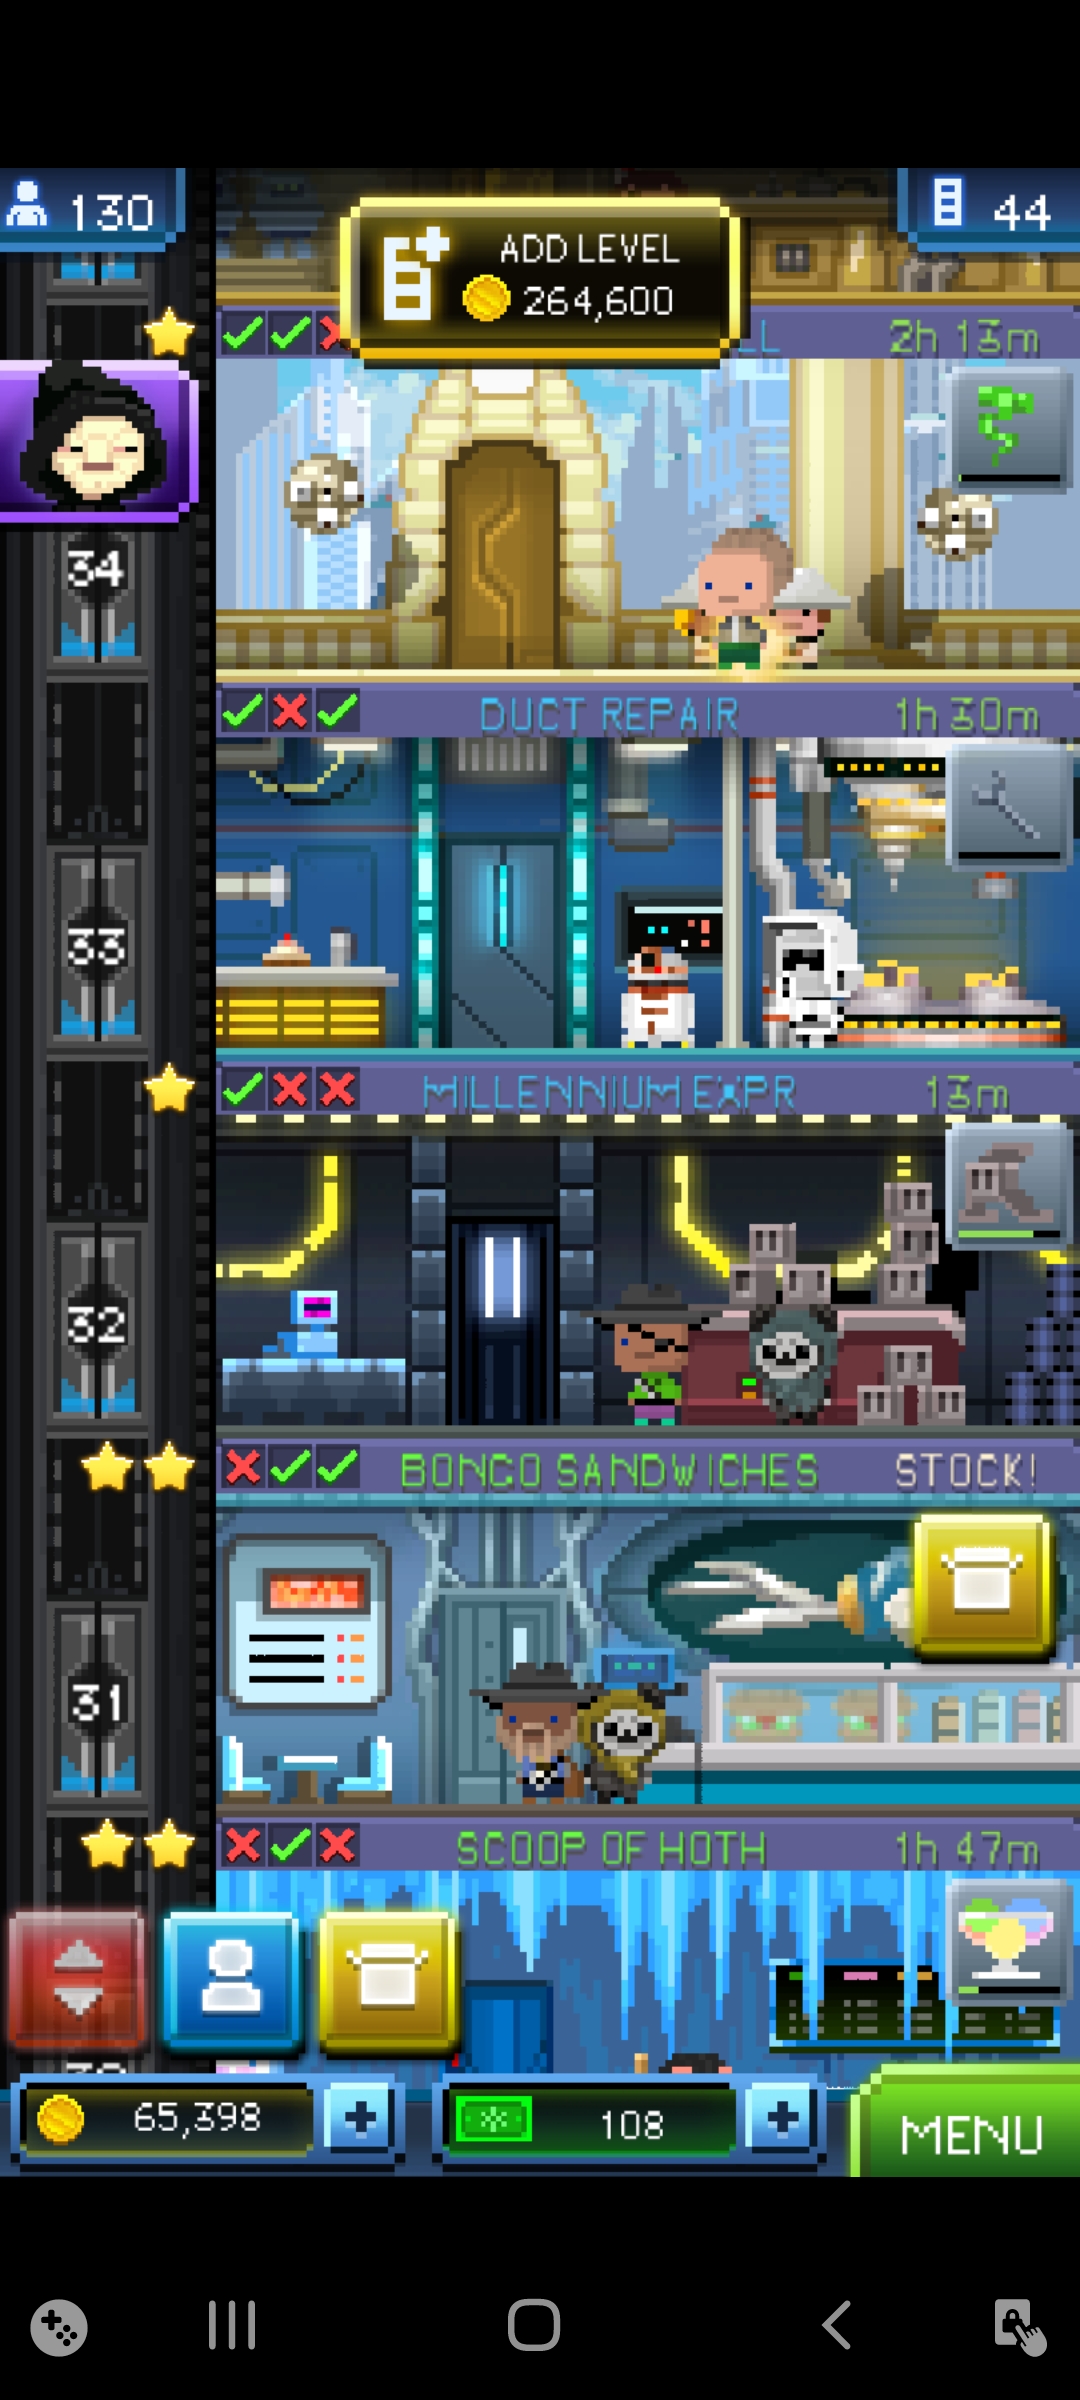 130
ADD LEVEL
264,600
44
LL
2h 13m
34
DUCT REPAIR
1h 30m
33
MILLENNIUM EXPR
13m
32
BONGO SANDWICHES
STOCK!
31
SCOOP OF HOTH
1h 47m
65,398
108
MENU